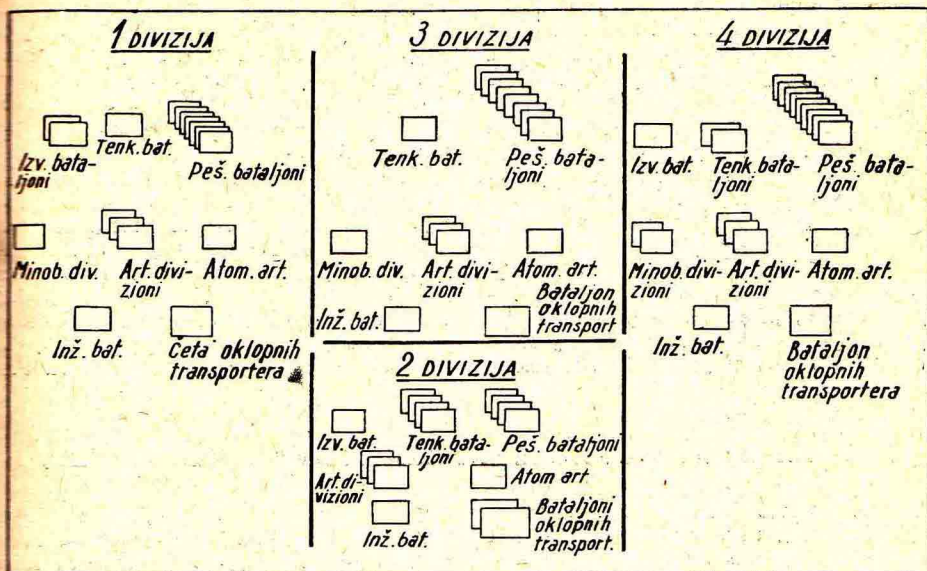 1 DIVIZIJA
Izv. bata-
ljoni
Tenk. bat.
Peš. bataljoni
Minob. div.
Art. divi-
zioni
Atom. art.
Inž. bat.
Četa oklopnih
transportera
3 DIVIZIJA
Tenk. bat.
Peš. bata-
ljoni
Minob. div.
Art. divi-
zioni
Atom. art.
Inž. bat.
Bataljon
oklopnih
transport
2 DIVIZIJA
Izv. bat.
Tenk. bata-
ljoni
Peš. bataljoni
Art. di-
vizioni
Atom art.
Inž. bat.
Bataljoni
oklopnih
transport.
4 DIVIZIJA
Izv. bat.
Tenk. bata-
ljoni
Peš. bata-
ljoni
Minob. divi-
zioni
Art. divi-
zioni
Atom. art.
Inž. bat.
Bataljon
oklopnih
transportera